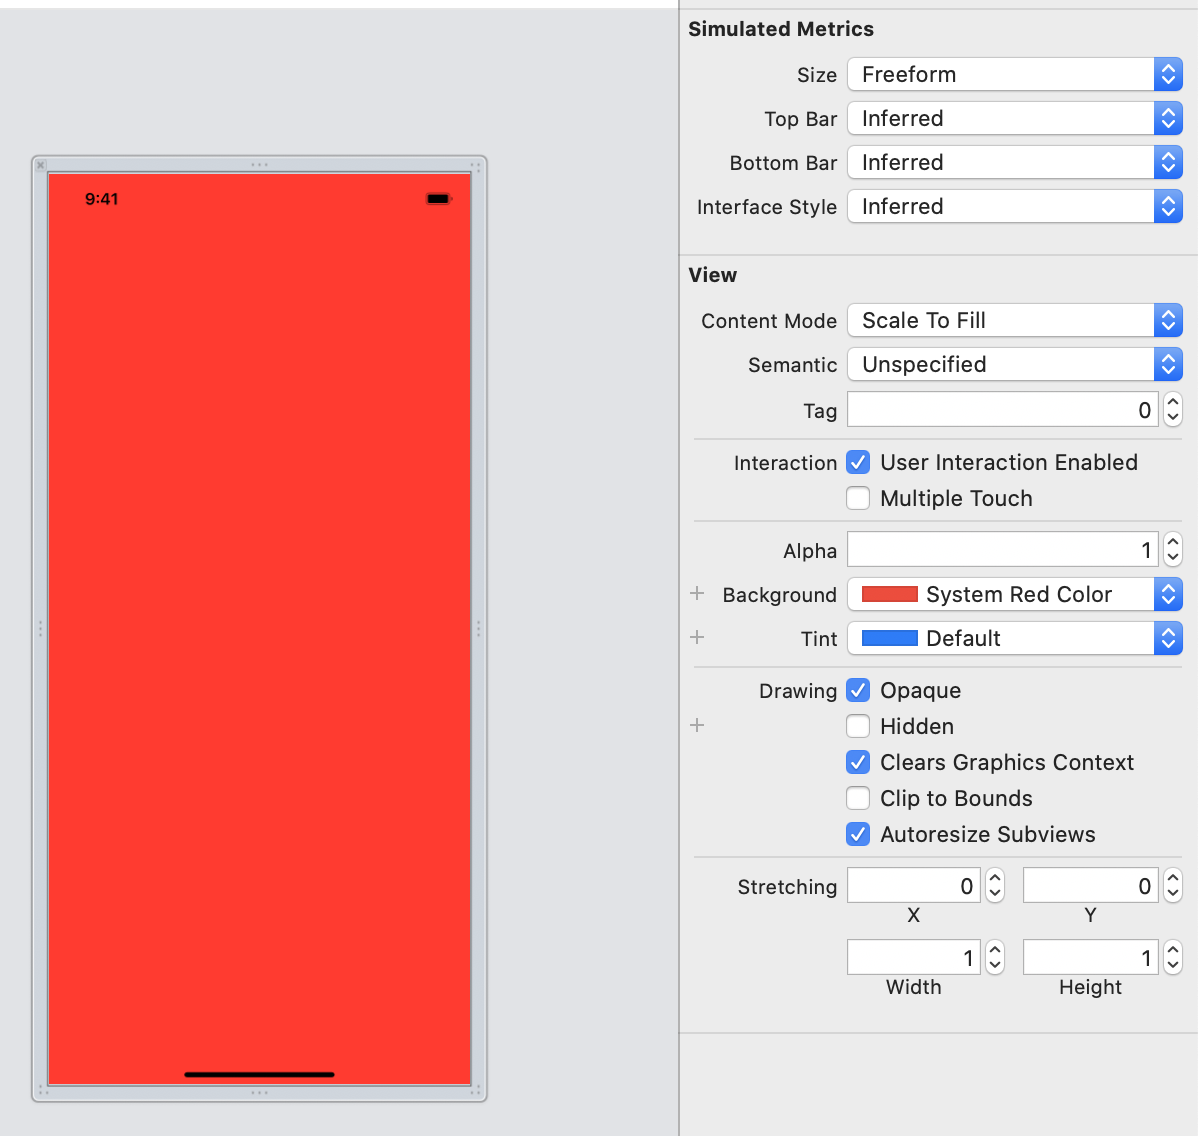 9:41
Simulated Metrics
Size Freeform
Top Bar Inferred
Bottom Bar Inferred
Interface Style Inferred
View
Content Mode Scale To Fill
Semantic Unspecified
Tag 0
Interaction User Interaction Enabled
Multiple Touch
Alpha 1
Background System Red Color
Tint Default
Drawing Opaque
Hidden
Clears Graphics Context
Clip to Bounds
Autoresize Subviews
Stretching 0 0
X Y
1 1
Width Height